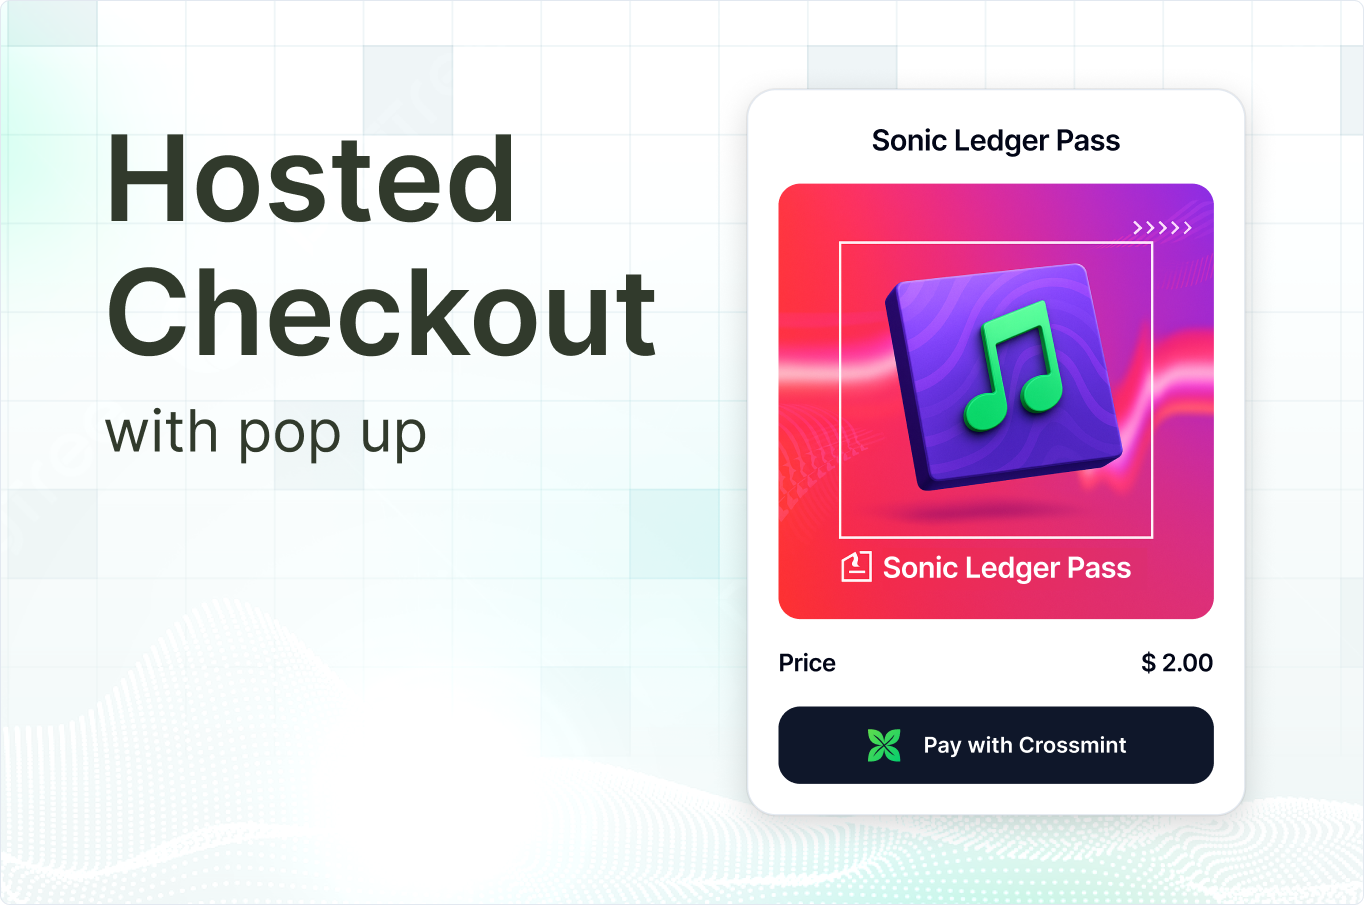 Hosted
Checkout
with pop up
Sonic Ledger Pass
Sonic Ledger Pass
Price
$ 2.00
Pay with Crossmint